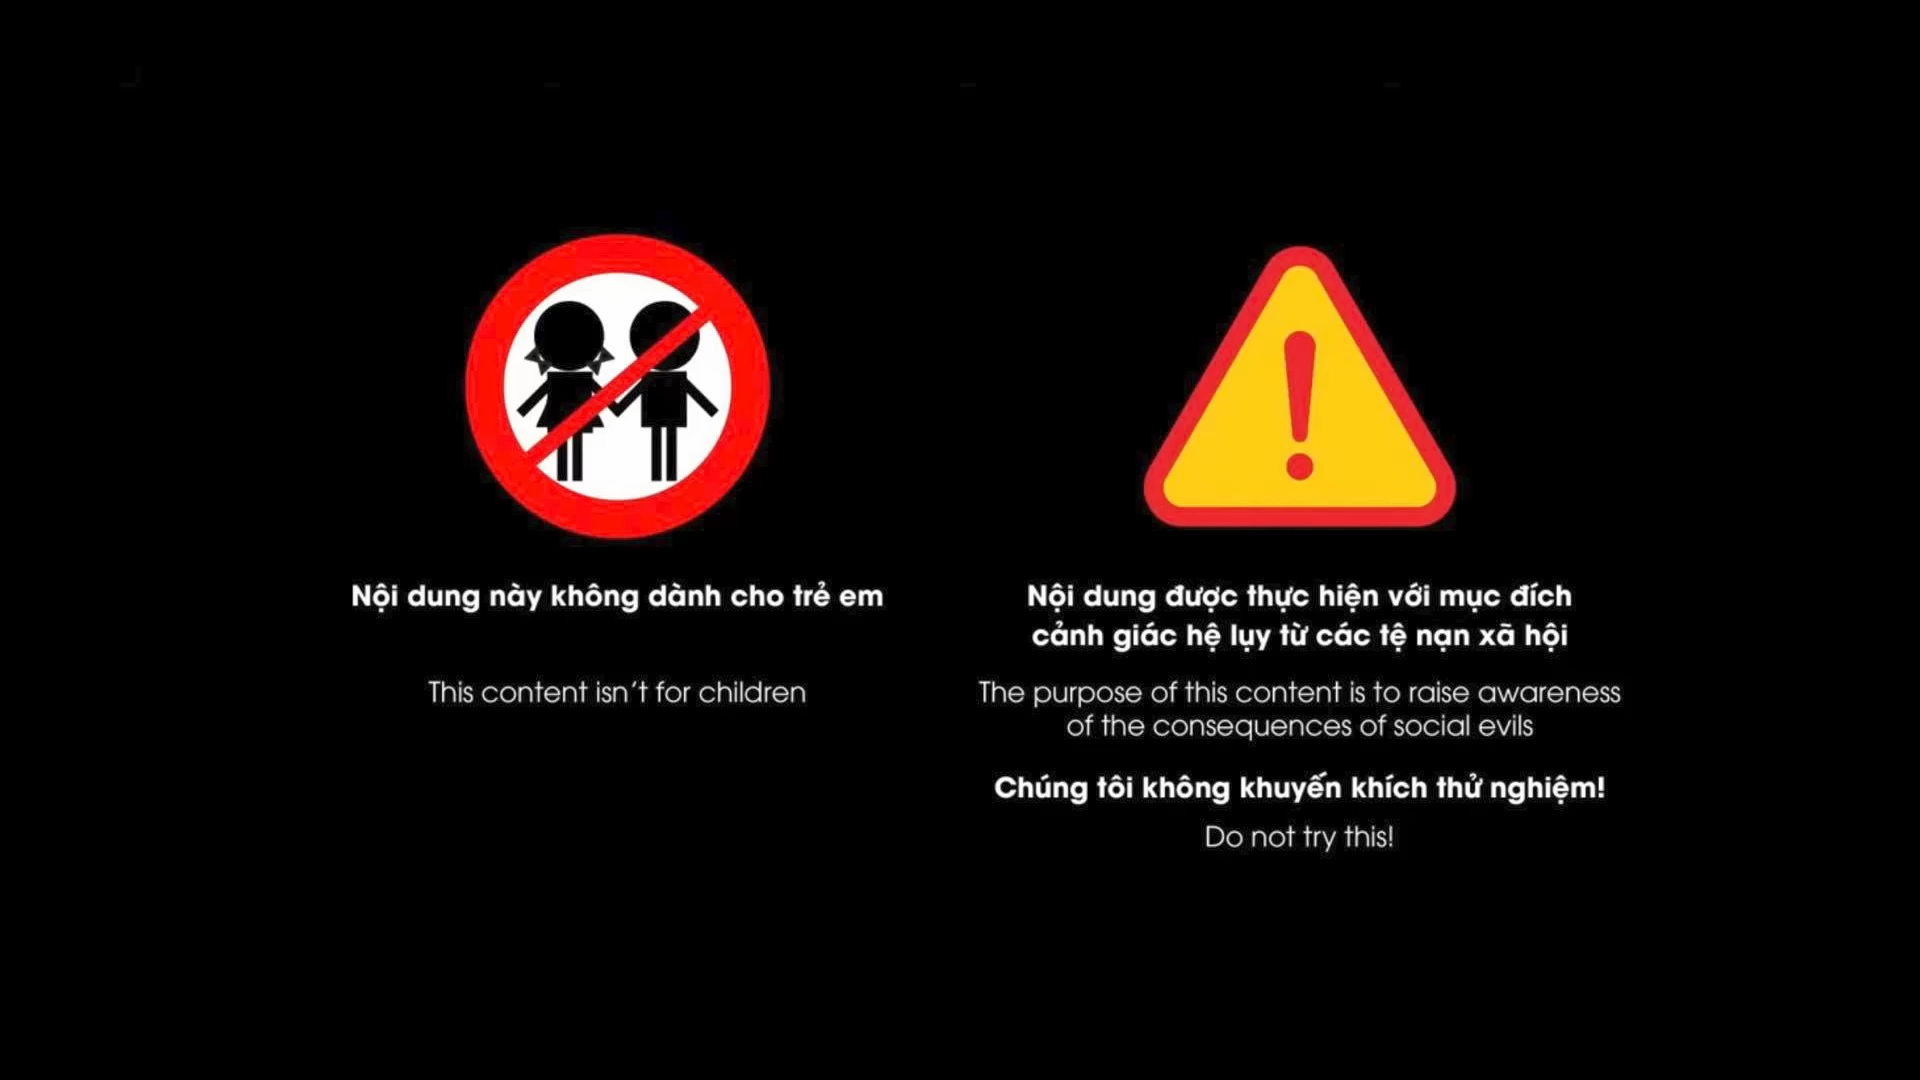 Nội dung này không dành cho trẻ em
This content isn't for children
Nội dung được thực hiện với mục đích
cảnh giác hệ lụy từ các tệ nạn xã hội
The purpose of this content is to raise awareness
of the consequences of social evils
Chúng tôi không khuyến khích thử nghiệm!
Do not try this!